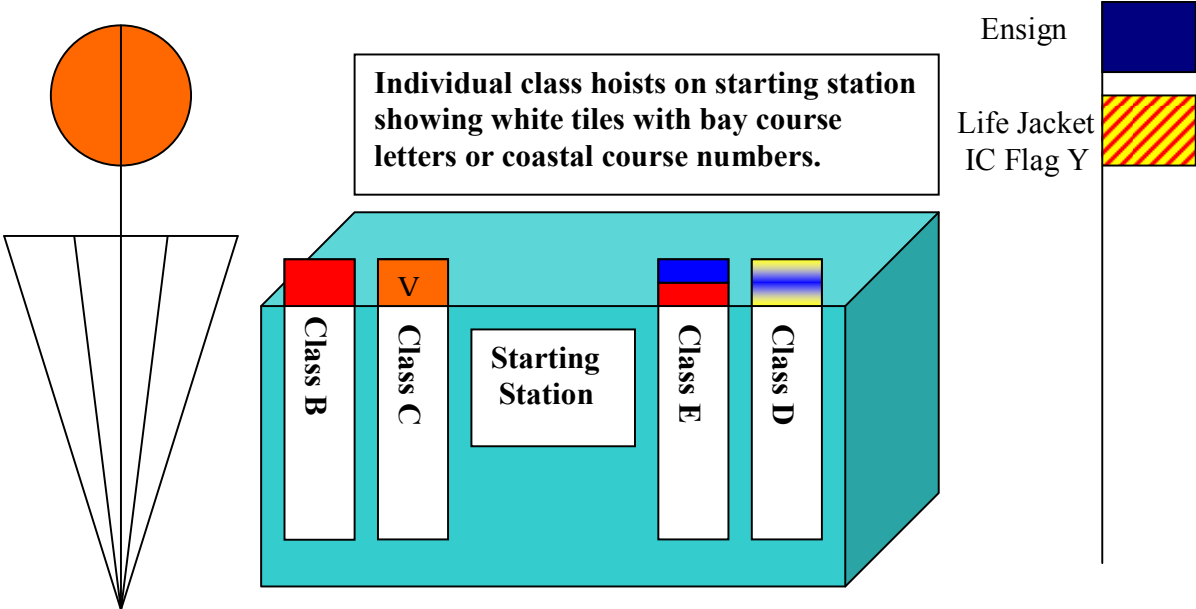 Ensign
Individual class hoists on starting station
showing white tiles with bay course
letters or coastal course numbers.
Life Jacket
IC Flag Y
V
Class B
Class C
Starting
Station
Class E
Class D